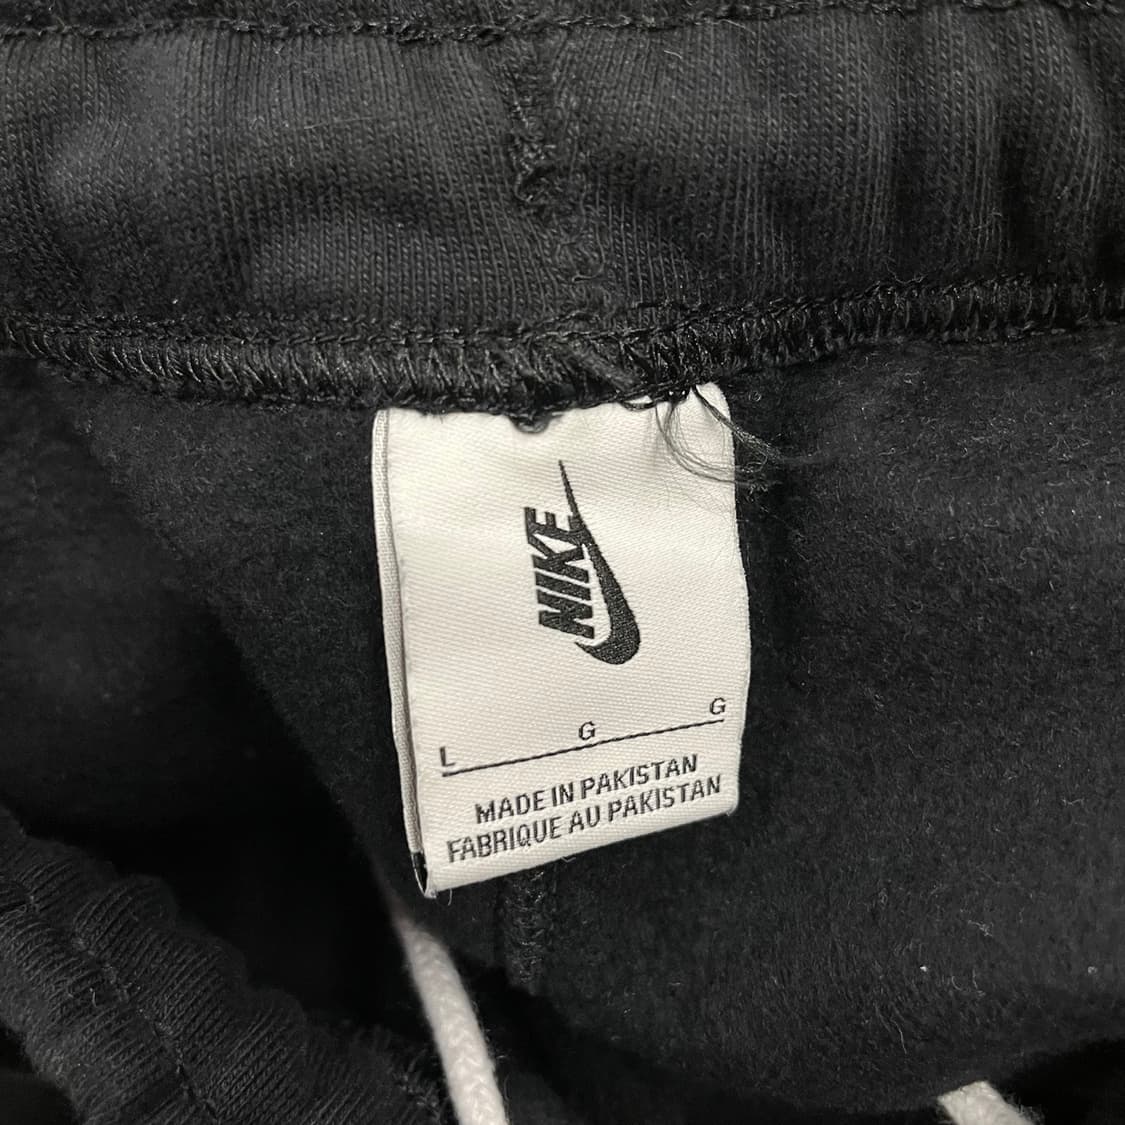 NIKE
L G G
MADE IN PAKISTAN
FABRIQUE AU PAKISTAN